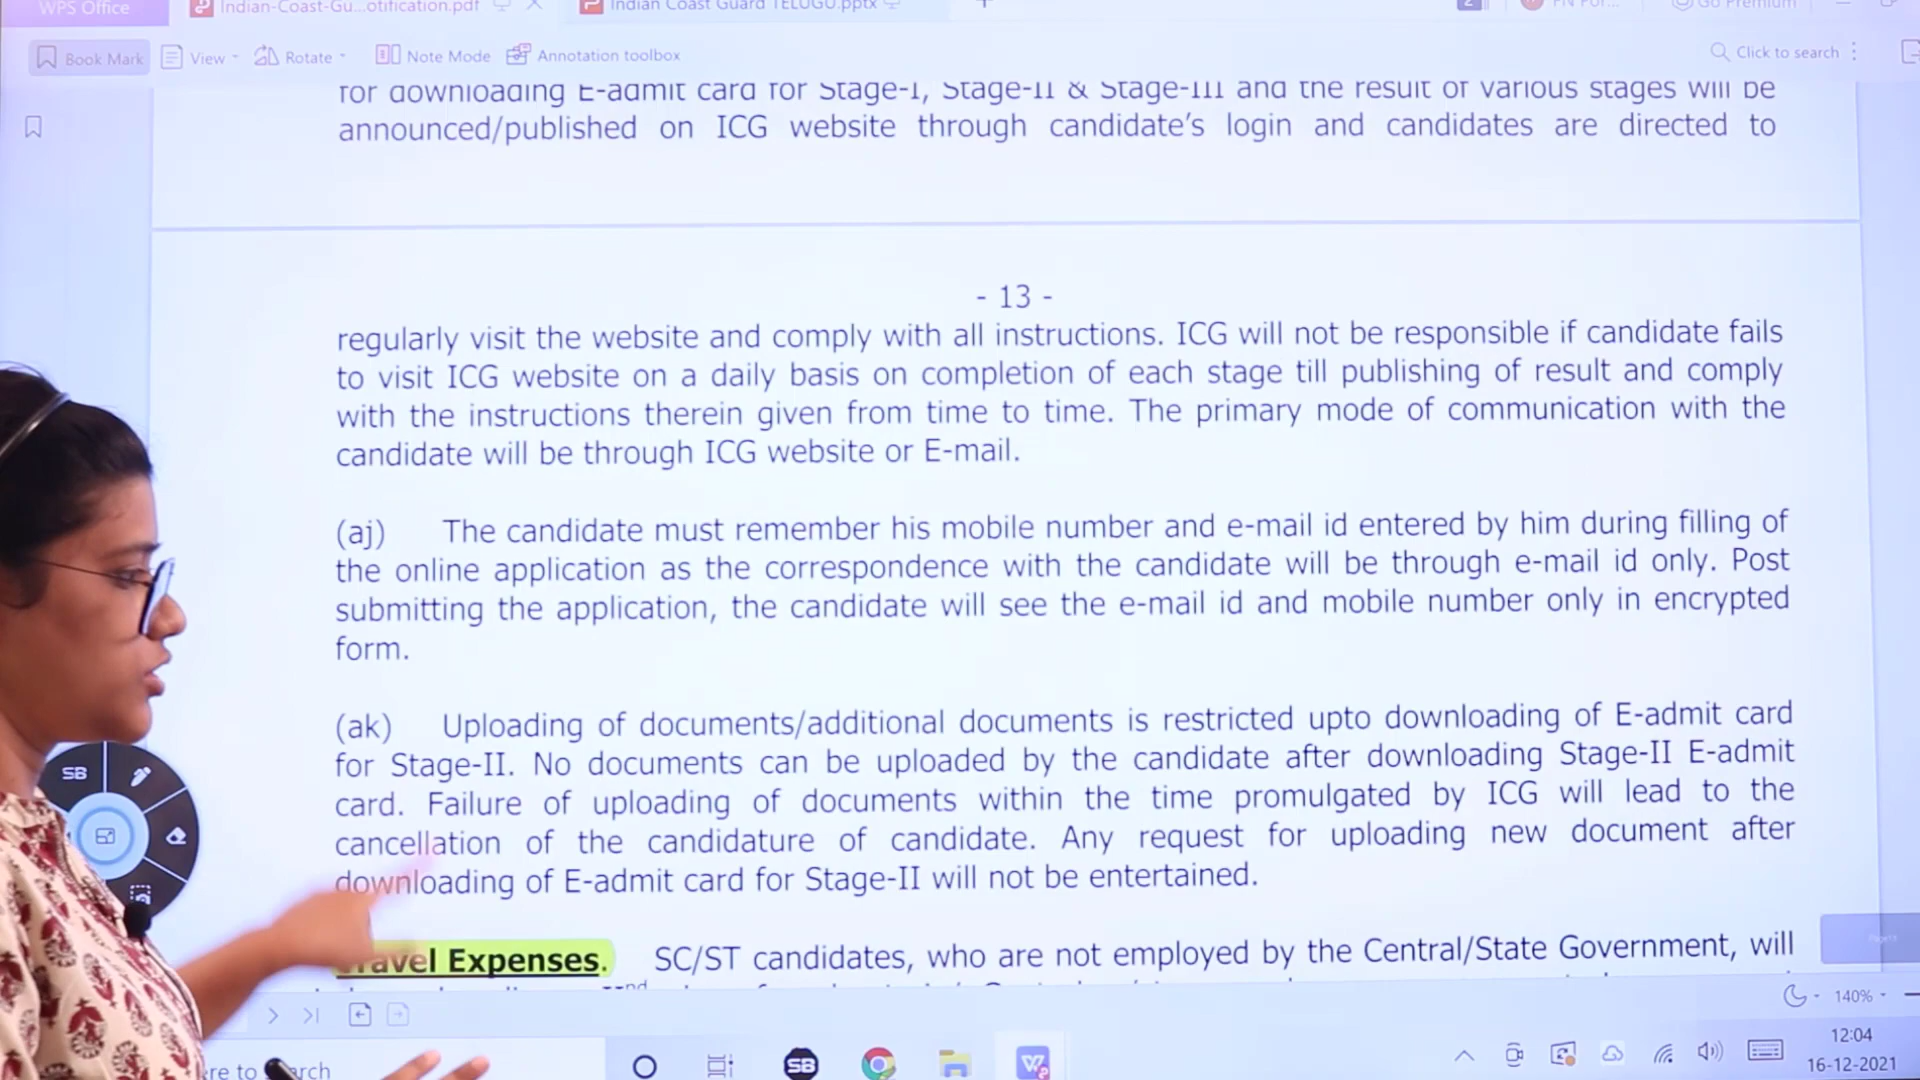 WPS Office
Indian-Coast-Gu...otification.pdf
Indian Coast Guard TELUGU.pptx
Go Premium
Book Mark
View
Rotate
Note Mode
Annotation toolbox
Click to search
for downloading E-admit card for Stage-I, Stage-II & Stage-III and the result of various stages will be
announced/published on ICG website through candidate's login and candidates are directed to
- 13 -
regularly visit the website and comply with all instructions. ICG will not be responsible if candidate fails
to visit ICG website on a daily basis on completion of each stage till publishing of result and comply
with the instructions therein given from time to time. The primary mode of communication with the
candidate will be through ICG website or E-mail.
(aj) The candidate must remember his mobile number and e-mail id entered by him during filling of
the online application as the correspondence with the candidate will be through e-mail id only. Post
submitting the application, the candidate will see the e-mail id and mobile number only in encrypted
form.
(ak) Uploading of documents/additional documents is restricted upto downloading of E-admit card
for Stage-II. No documents can be uploaded by the candidate after downloading Stage-II E-admit
card. Failure of uploading of documents within the time promulgated by ICG will lead to the
cancellation of the candidature of candidate. Any request for uploading new document after
downloading of E-admit card for Stage-II will not be entertained.
Travel Expenses. SC/ST candidates, who are not employed by the Central/State Government, will
SB
140%
re to arch
SB
12:04
16-12-2021